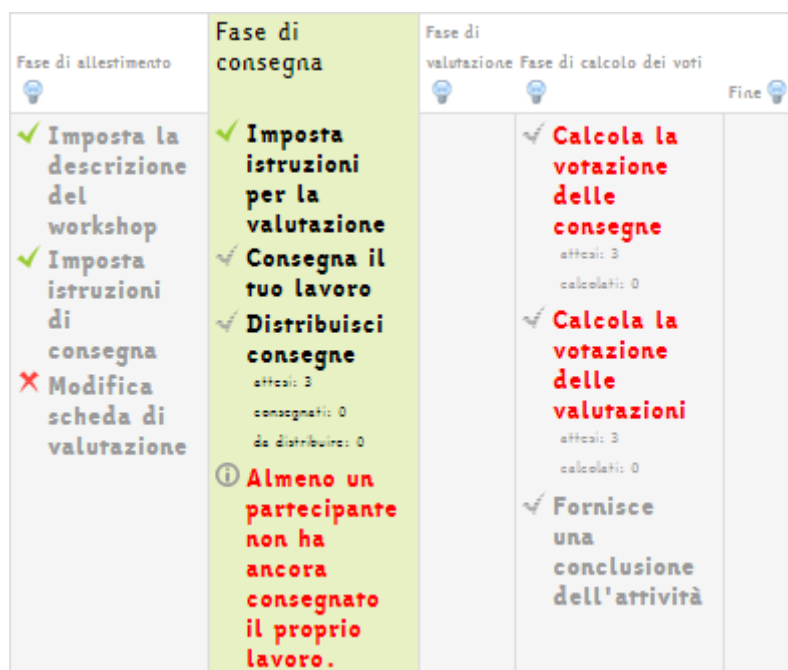 Fase di allestimento
Fase di
consegna
Fase di
valutazione
Fase di calcolo dei voti
Fine
Imposta la
descrizione
del
workshop
Imposta
istruzioni
di
consegna
Modifica
scheda di
valutazione
Imposta
istruzioni
per la
valutazione
Consegna il
tuo lavoro
Distribuisci
consegne
attesi: 3
consegnati: 0
da distribuire: 0
Almeno un
partecipante
non ha
ancora
consegnato
il proprio
lavoro.
Calcola la
votazione
delle
consegne
attesi: 3
calcolati: 0
Calcola la
votazione
delle
valutazioni
attesi: 3
calcolati: 0
Fornisce
una
conclusione
dell'attività